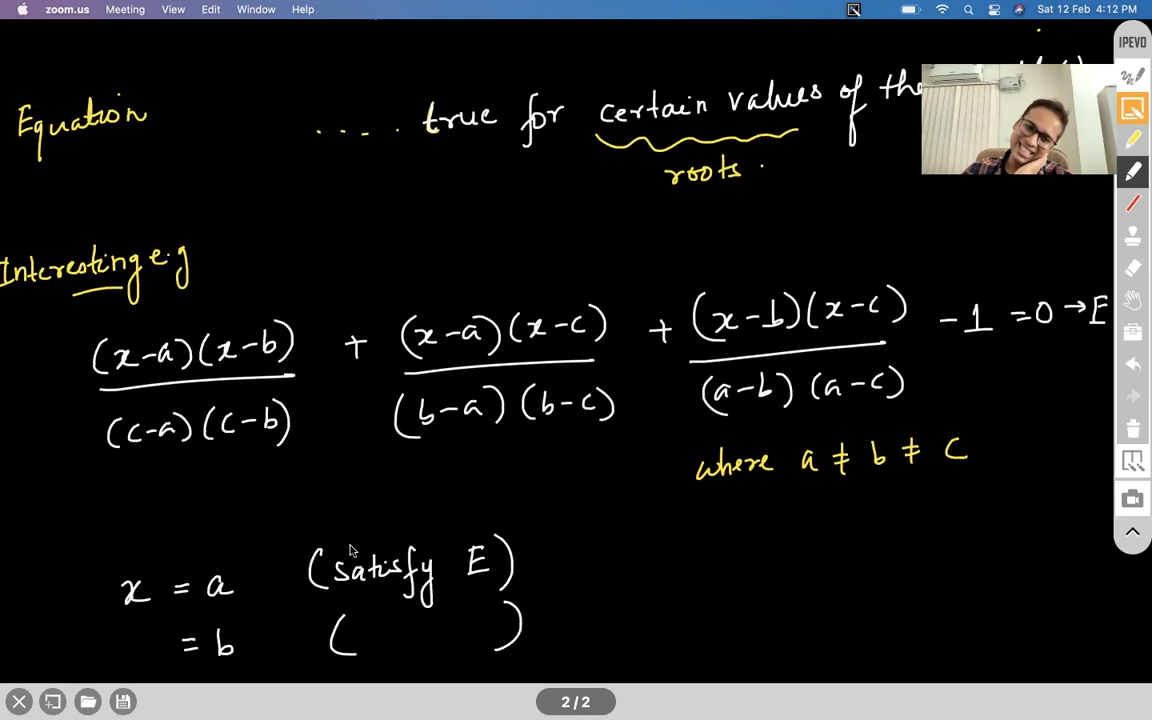 zoom.us Meeting View Edit Window Help Sat 12 Feb 4:12 PM
IPEVO
Equation ..... true for certain values of the
roots.
Interesting e.g
(x-a)(x-b) + (x-a)(x-c) + (x-b)(x-c) -1 =0 → E
(c-a)(c-b) (b-a)(b-c) (a-b)(a-c)
where a ≠ b ≠ c
x = a (satisfy E)
= b ( )
2/2